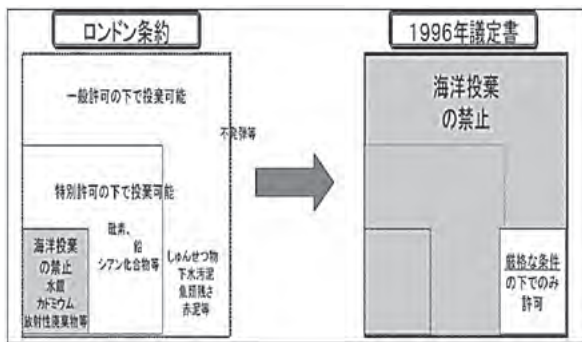 ロンドン条約
一般許可の下で投棄可能
不発弾等
特別許可の下で投棄可能
砒素、
鉛
シアン化合物等
海洋投棄
の禁止
水銀
カドミウム
放射性廃棄物等
しゅんせつ物
下水汚泥
魚類残さ
赤泥等
1996年議定書
海洋投棄
の禁止
厳格な条件
の下でのみ
許可